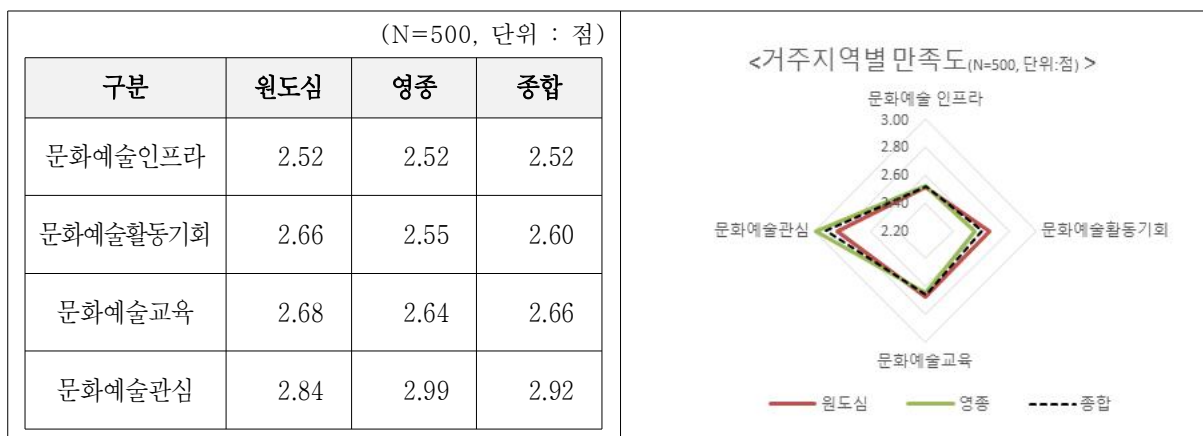 (N=500, 단위 : 점)
구분 원도심 영종 종합
문화예술인프라 2.52 2.52 2.52
문화예술활동기회 2.66 2.55 2.60
문화예술교육 2.68 2.64 2.66
문화예술관심 2.84 2.99 2.92
<거주지역별 만족도(N=500, 단위:점) >
문화예술 인프라
3.00
2.80
2.60
2.40
2.20
문화예술관심
문화예술활동기회
문화예술교육
원도심 영종 종합